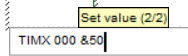 Set value (2/2)
TIMX 000 &50